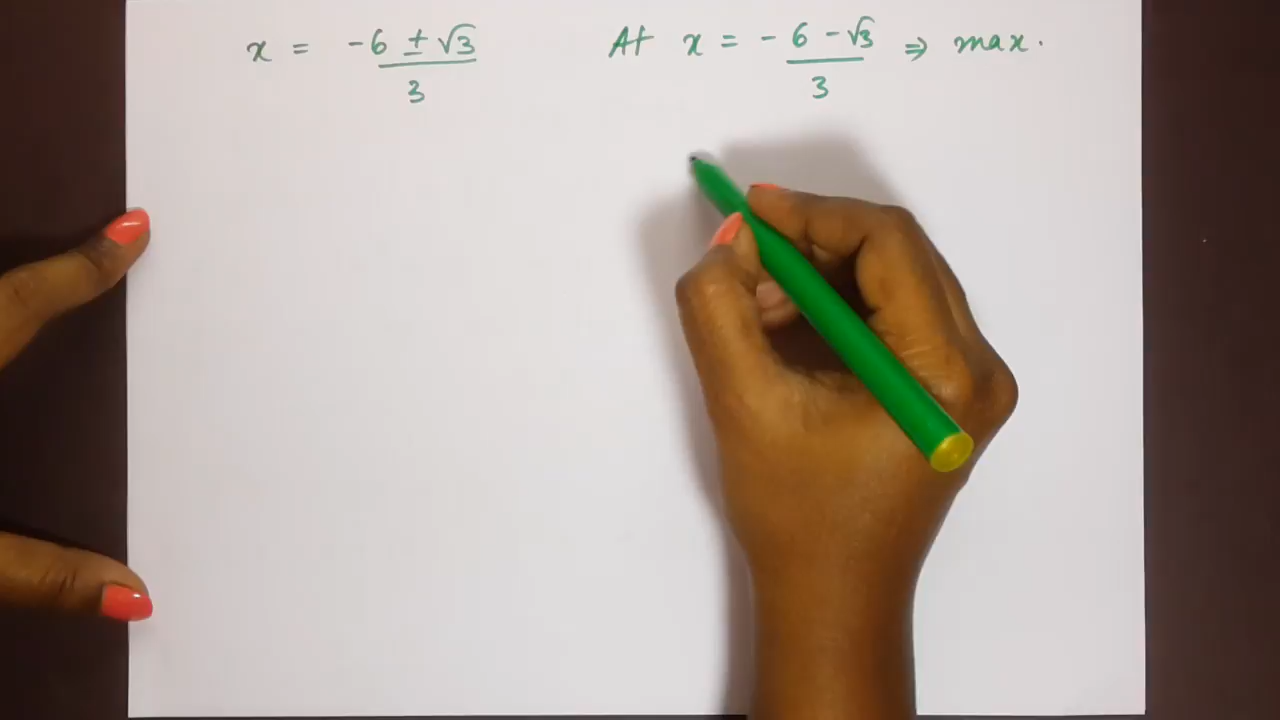 x = -6 ± √3 / 3
At x = -6 - √3 / 3 ⇒ max.